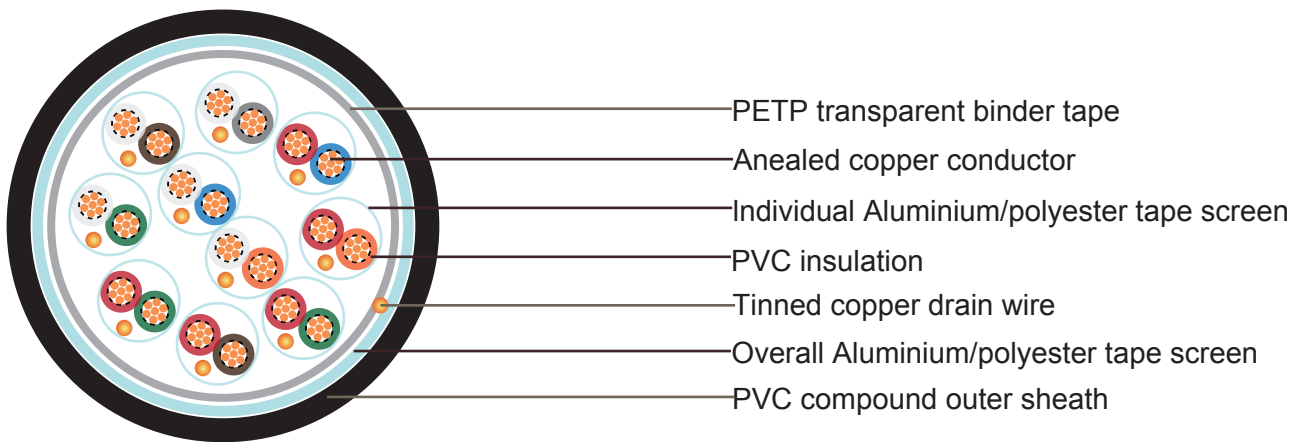 PETP transparent binder tape
Anealed copper conductor
Individual Aluminium/polyester tape screen
PVC insulation
Tinned copper drain wire
Overall Aluminium/polyester tape screen
PVC compound outer sheath